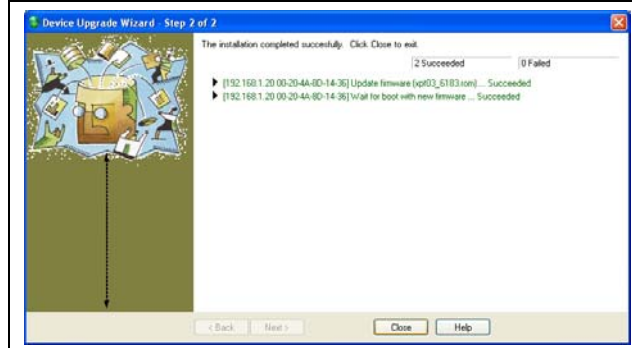 Device Upgrade Wizard - Step 2 of 2
The installation completed succesfully. Click Close to exit.
2 Succeeded
0 Failed
[192.168.1.20 00-20-4A-8D-14-36] Update firmware (xpt03_6183.rom) ... Succeeded
[192.168.1.20 00-20-4A-8D-14-36] Wait for boot with new firmware ... Succeeded
< Back
Next >
Close
Help